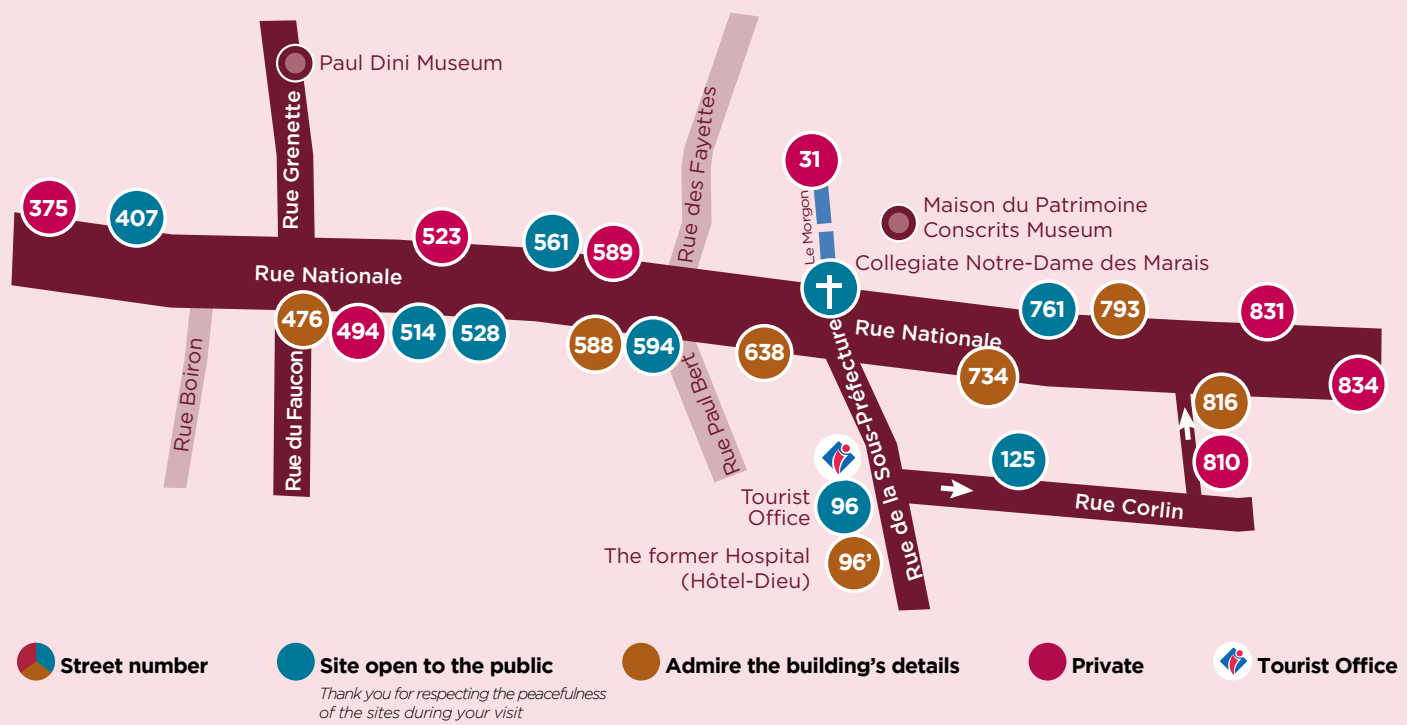 Paul Dini Museum
Rue Grenette
Rue des Fayettes
31
Le Morgon
Maison du Patrimoine
Conscrits Museum
Collegiate Notre-Dame des Marais
375
407
523
561
589
Rue Nationale
761
793
831
Rue Nationale
476
494
514
528
588
594
638
734
834
816
810
Rue Boiron
Rue du Faucon
Rue Paul Bert
Rue de la Sous-Préfecture
125
Rue Corlin
Tourist
Office
96
The former Hospital
(Hôtel-Dieu)
96’
Street number
Site open to the public
Thank you for respecting the peacefulness
of the sites during your visit
Admire the building’s details
Private
Tourist Office